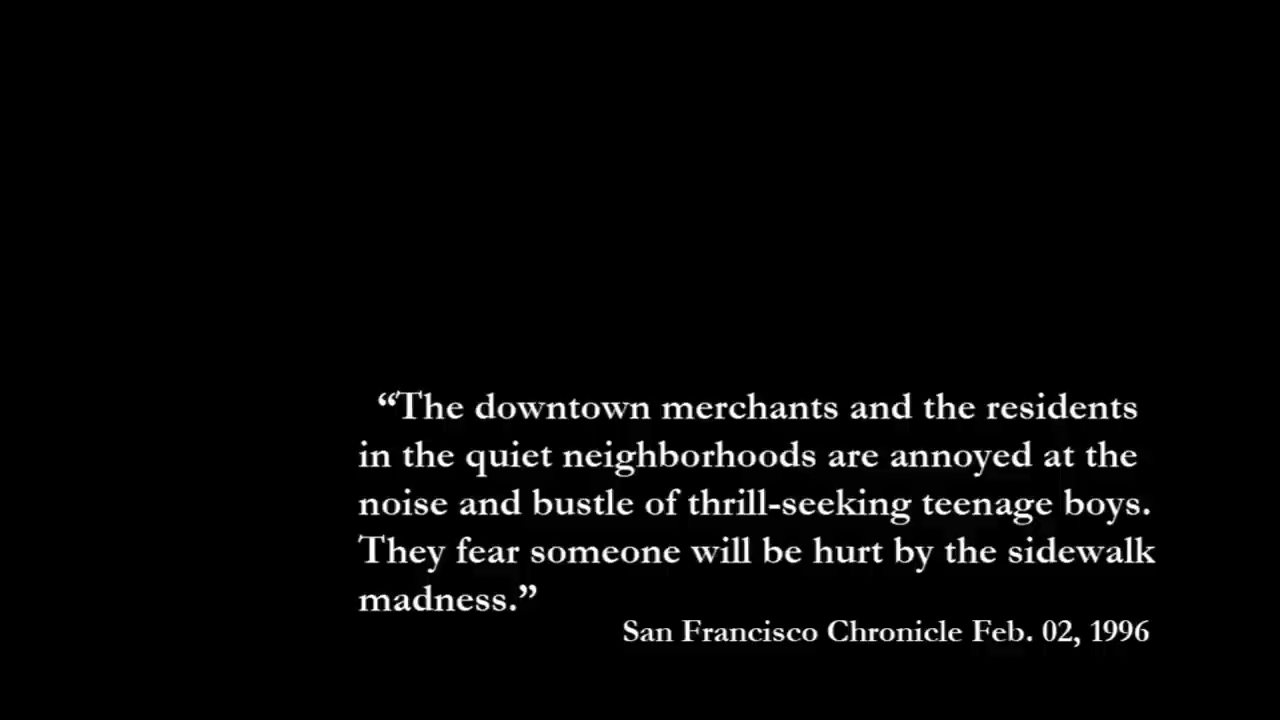 “The downtown merchants and the residents
in the quiet neighborhoods are annoyed at the
noise and bustle of thrill-seeking teenage boys.
They fear someone will be hurt by the sidewalk
madness.”
San Francisco Chronicle Feb. 02, 1996